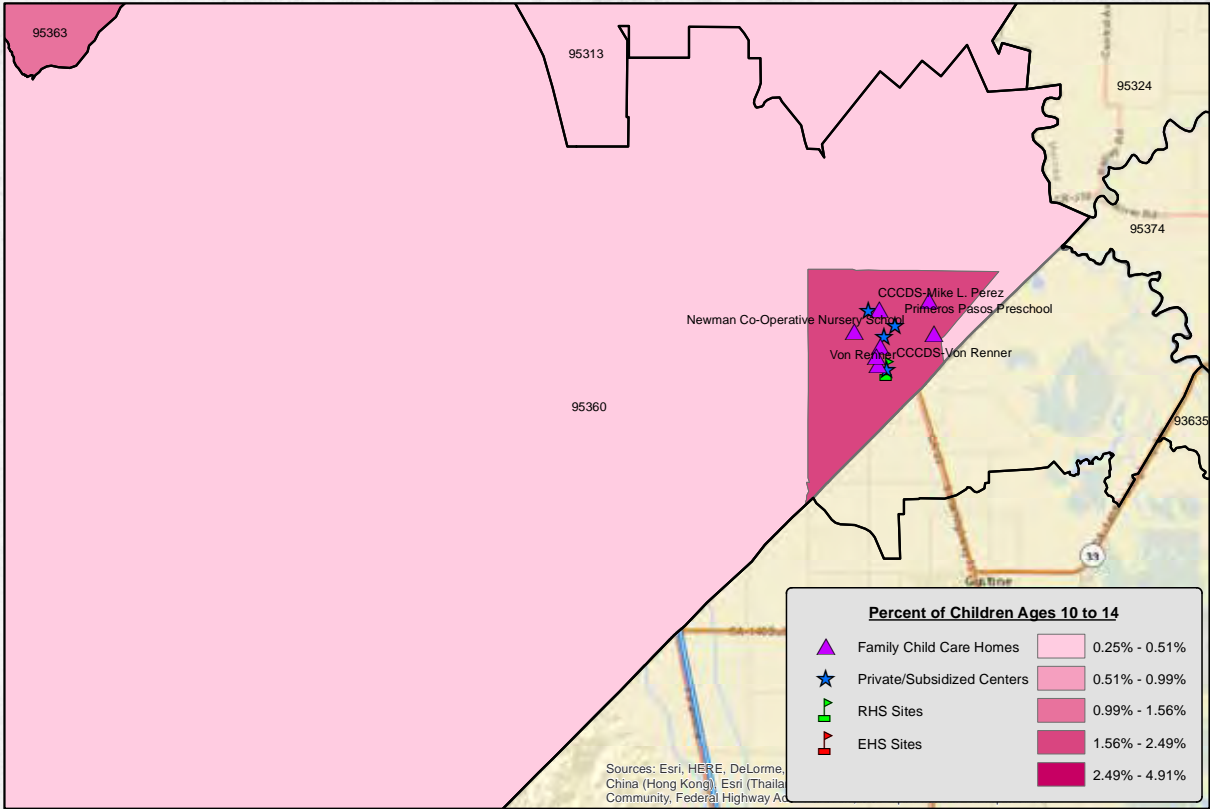 95363
95313
95324
95374
CCCDS-Mike L. Perez
Primeros Pasos Preschool
Newman Co-Operative Nursery School
Von Renner
CCCDS-Von Renner
95360
93635
33
Gustine
Percent of Children Ages 10 to 14
Family Child Care Homes
0.25% - 0.51%
Private/Subsidized Centers
0.51% - 0.99%
RHS Sites
0.99% - 1.56%
EHS Sites
1.56% - 2.49%
2.49% - 4.91%
Sources: Esri, HERE, DeLorme,
China (Hong Kong), Esri
Community, Federal Highway